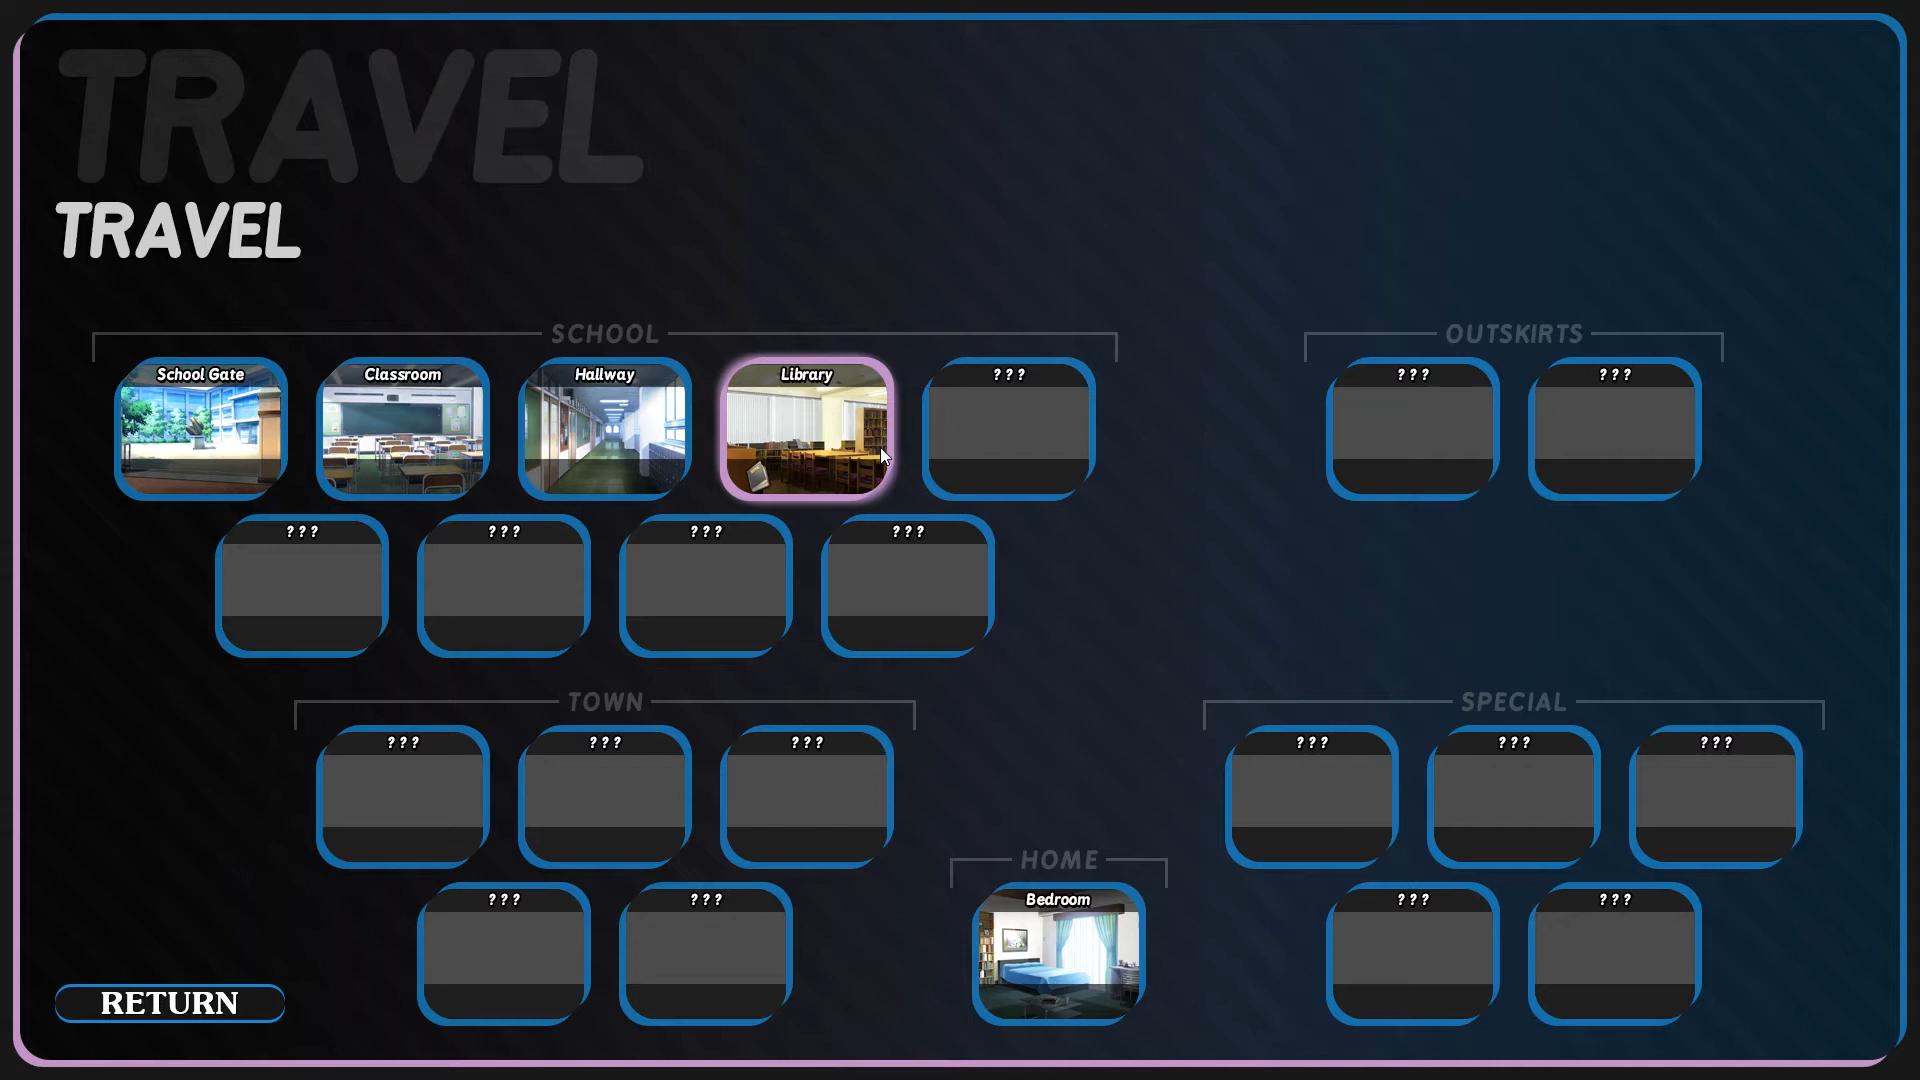 TRAVEL
TRAVEL
SCHOOL
School Gate
Classroom
Hallway
Library
? ? ?
? ? ?
? ? ?
? ? ?
? ? ?
OUTSKIRTS
? ? ?
? ? ?
TOWN
? ? ?
? ? ?
? ? ?
? ? ?
? ? ?
HOME
Bedroom
SPECIAL
? ? ?
? ? ?
? ? ?
? ? ?
? ? ?
RETURN